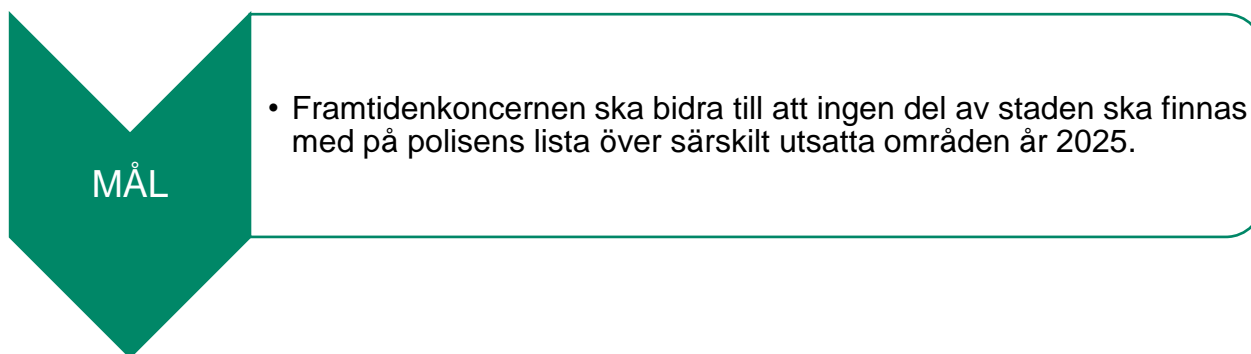 MÅL
• Framtidenkoncernen ska bidra till att ingen del av staden ska finnas
med på polisens lista över särskilt utsatta områden år 2025.